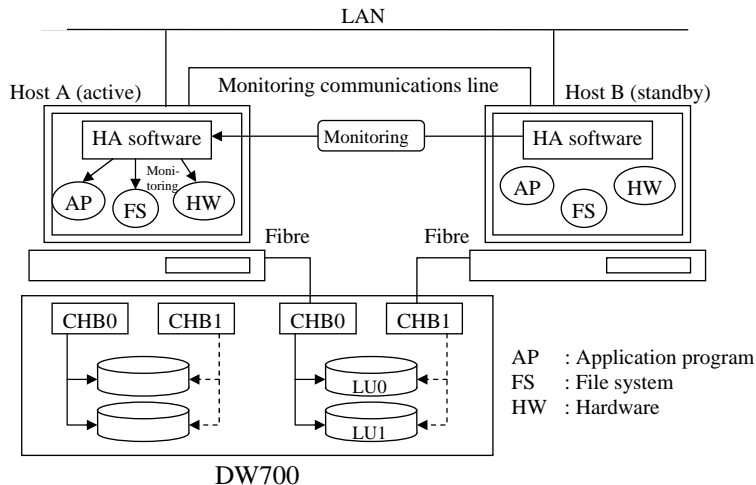 LAN
Monitoring communications line
Host A (active)
Host B (standby)
HA software
Monitoring
HA software
Moni-
toring
AP
FS
HW
AP
FS
HW
Fibre
Fibre
CHB0
CHB1
CHB0
CHB1
LU0
LU1
AP : Application program
FS : File system
HW : Hardware
DW700